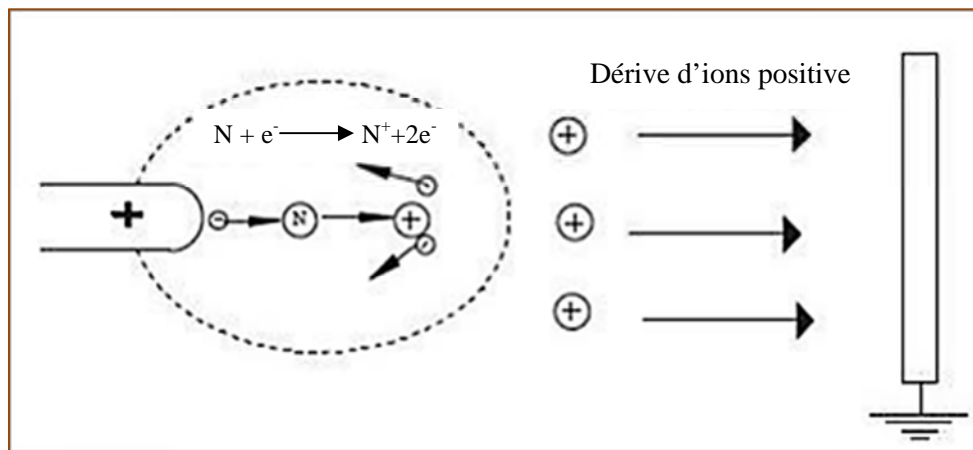 Dérive d’ions positive
N + e⁻ ⟶ N⁺+2e⁻
+
- N +
-
-
+
+
+